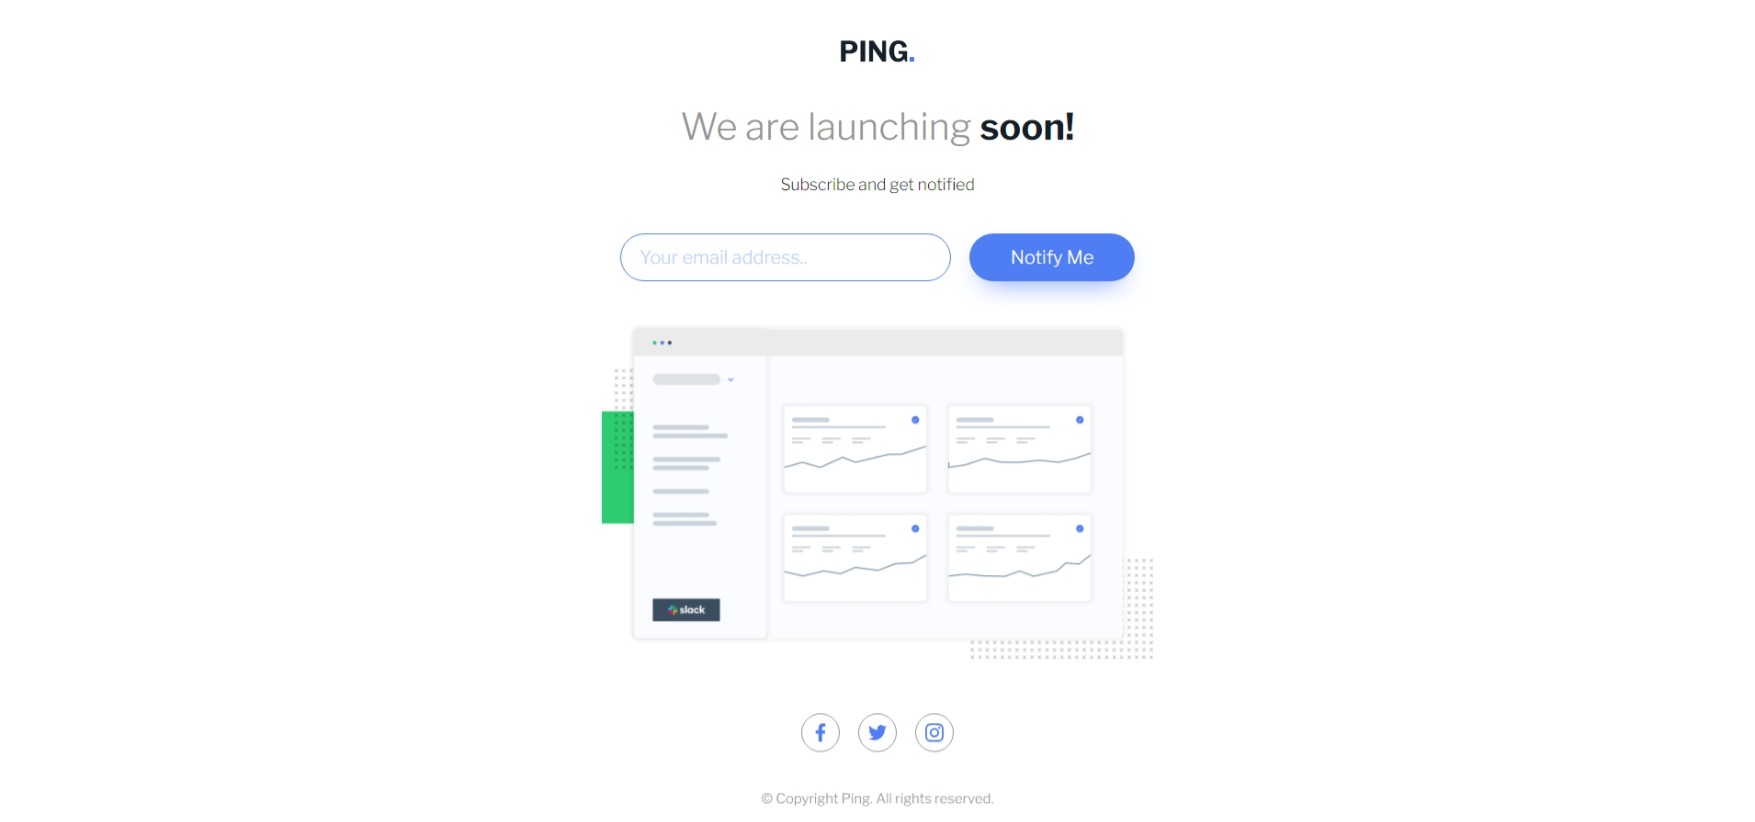 PING.
We are launching soon!
Subscribe and get notified
Your email address..
Notify Me
slack
© Copyright Ping. All rights reserved.